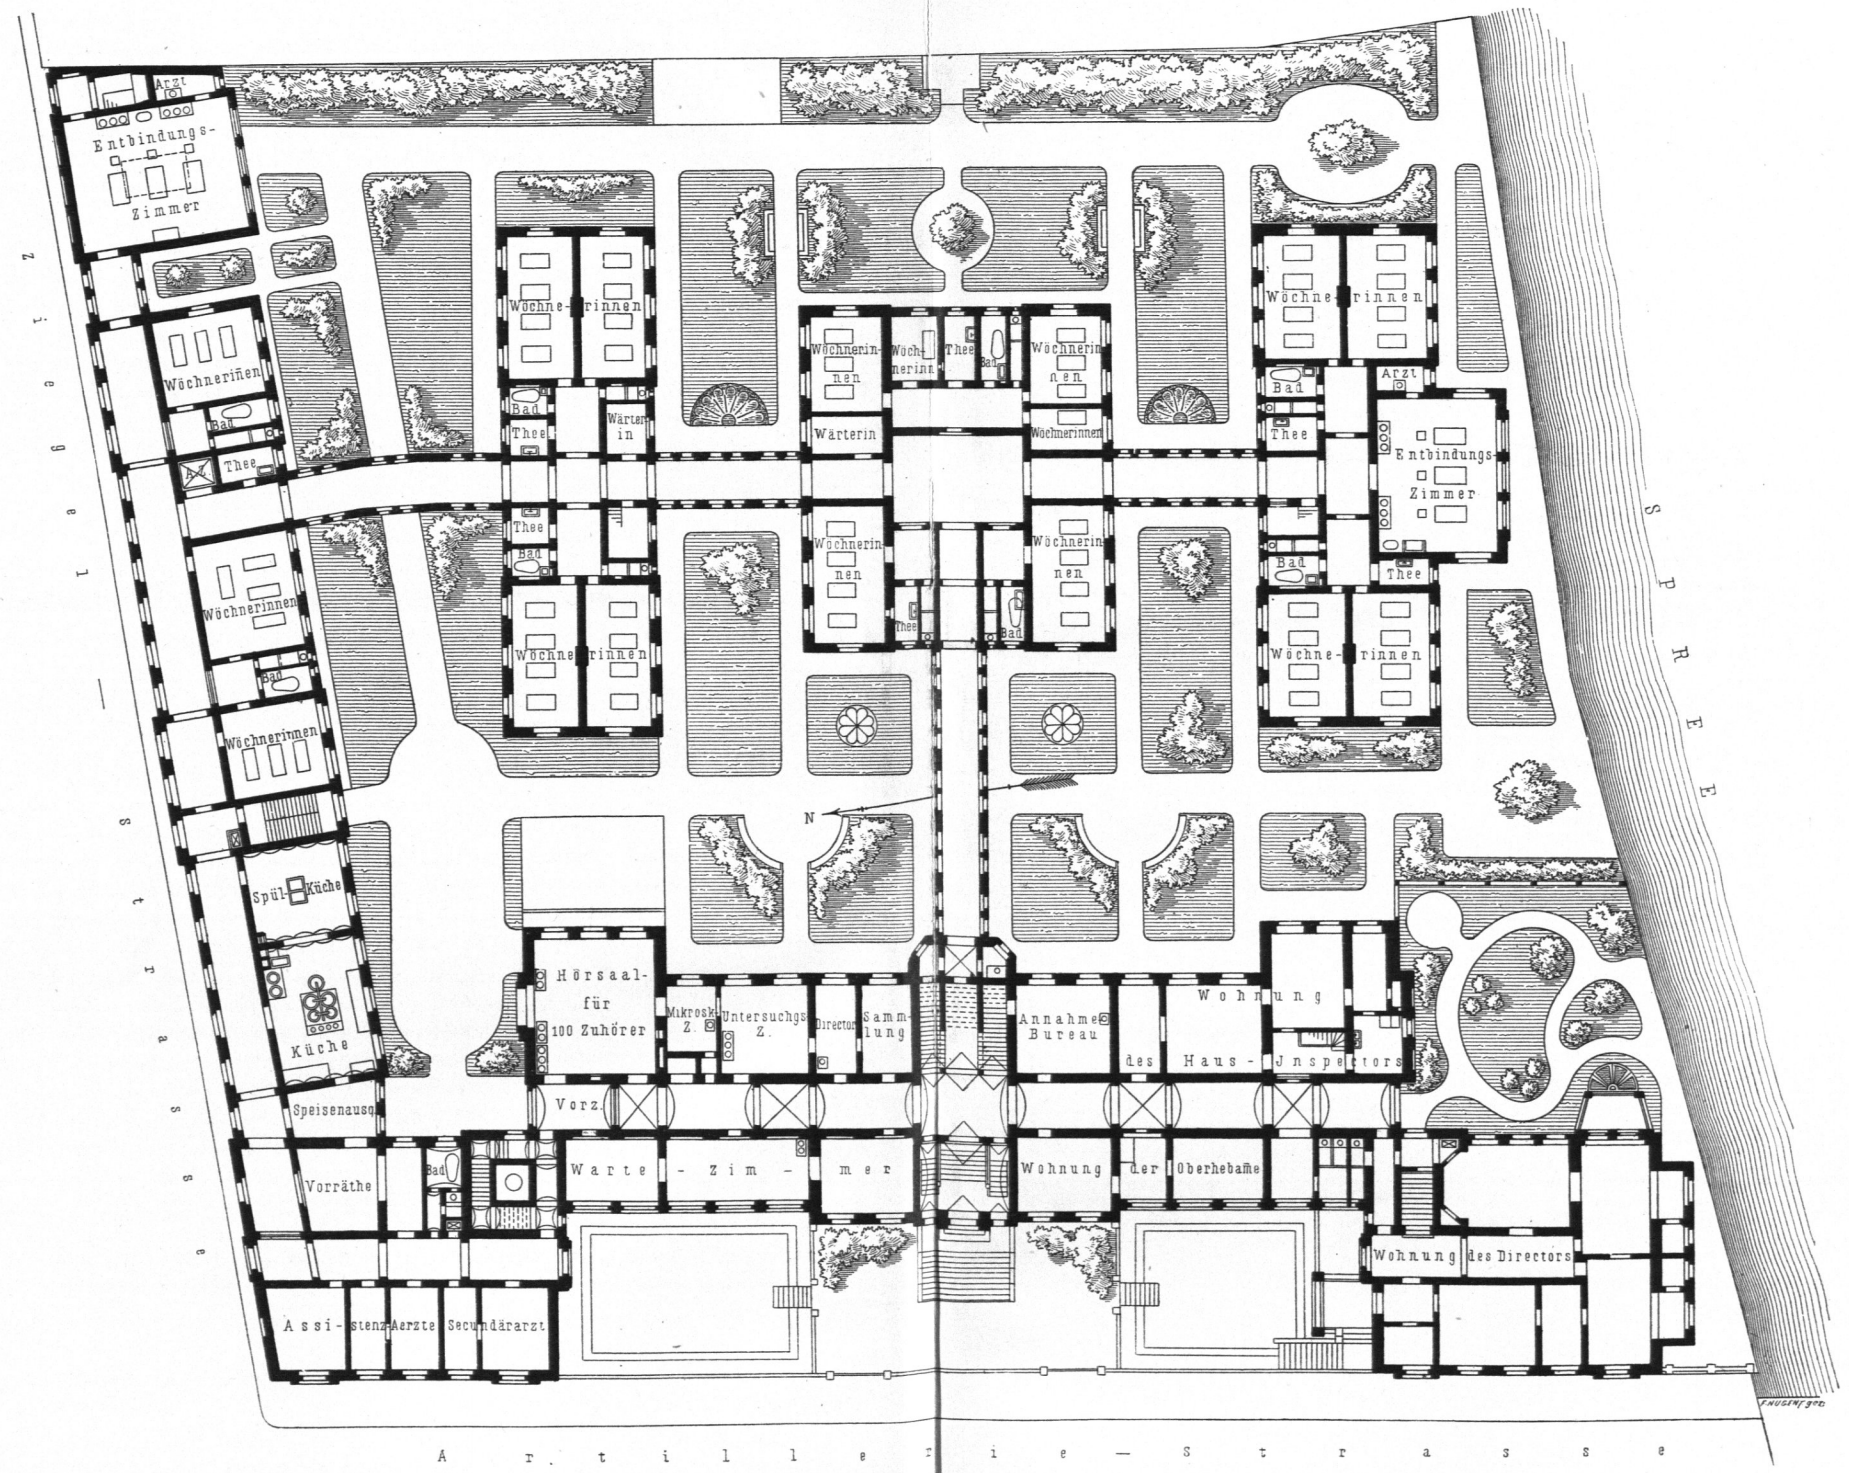 Arzt
Entbindungs-
Zimmer
Wöchnerinnen
Bad
Thee
A.Z.
Wöchnerinnen
Bad
Wöchnerinnen
Spül-Küche
Küche
Speisenausg.
Vorräthe
Bad
Assi-stenz-Aerzte
Secundärarzt
Wöchne-rinnen
Bad
Thee
Wärter-
in
Thee
Bad
Wöchne-rinnen
Wöchnerin-
nen
Wöch-
nerinn
Thee
Bad
Wöchnerin
nen
Wärterin
Wöchnerinnen
Wöchnerin
nen
Wöchnerin
nen
Thee
Bad
Wöchne-rinnen
Bad
Thee
Arzt
Entbindungs-
Zimmer
Bad
Thee
Wöchne-rinnen
N
Hörsaal-
für
100 Zuhörer
Mikrosk.
Z.
Untersuchgs-
Z.
Director
Samm-
lung
Annahme-
Bureau
Wohnung
des Haus-Jnspectors
Vorz.
Warte-zim-mer
Wohnung der Oberhebame
Wohnung des Directors
Ziegel-Strasse
SPREE
Artillerie-Strasse
F. NUGENT